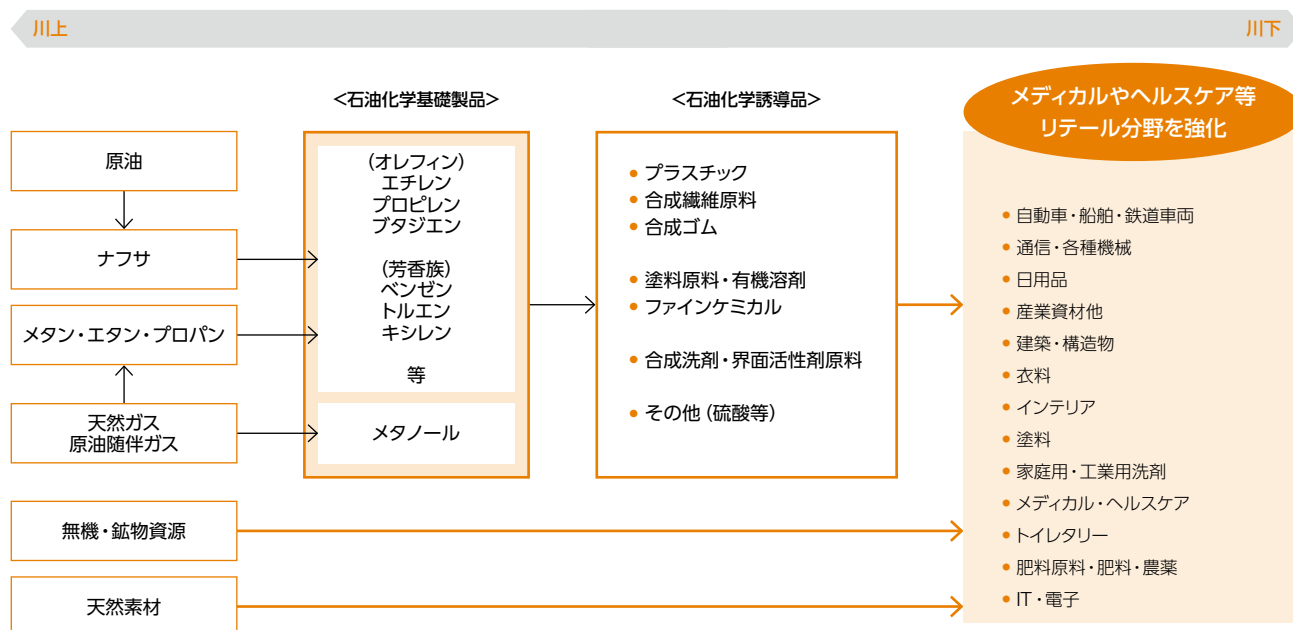 川上
川下
<石油化学基礎製品>
<石油化学誘導品>
メディカルやヘルスケア等
リテール分野を強化
原油
ナフサ
メタン・エタン・プロパン
天然ガス
原油随伴ガス
無機・鉱物資源
天然素材
(オレフィン)
エチレン
プロピレン
ブタジエン
(芳香族)
ベンゼン
トルエン
キシレン
等
メタノール
• プラスチック
• 合成繊維原料
• 合成ゴム
• 塗料原料・有機溶剤
• ファインケミカル
• 合成洗剤・界面活性剤原料
• その他(硫酸等)
• 自動車・船舶・鉄道車両
• 通信・各種機械
• 日用品
• 産業資材他
• 建築・構造物
• 衣料
• インテリア
• 塗料
• 家庭用・工業用洗剤
• メディカル・ヘルスケア
• トイレタリー
• 肥料原料・肥料・農薬
• IT・電子